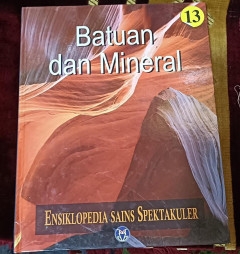 13
Batuan
dan Mineral
ENSIKLOPEDIA SAINS SPEKTAKULER